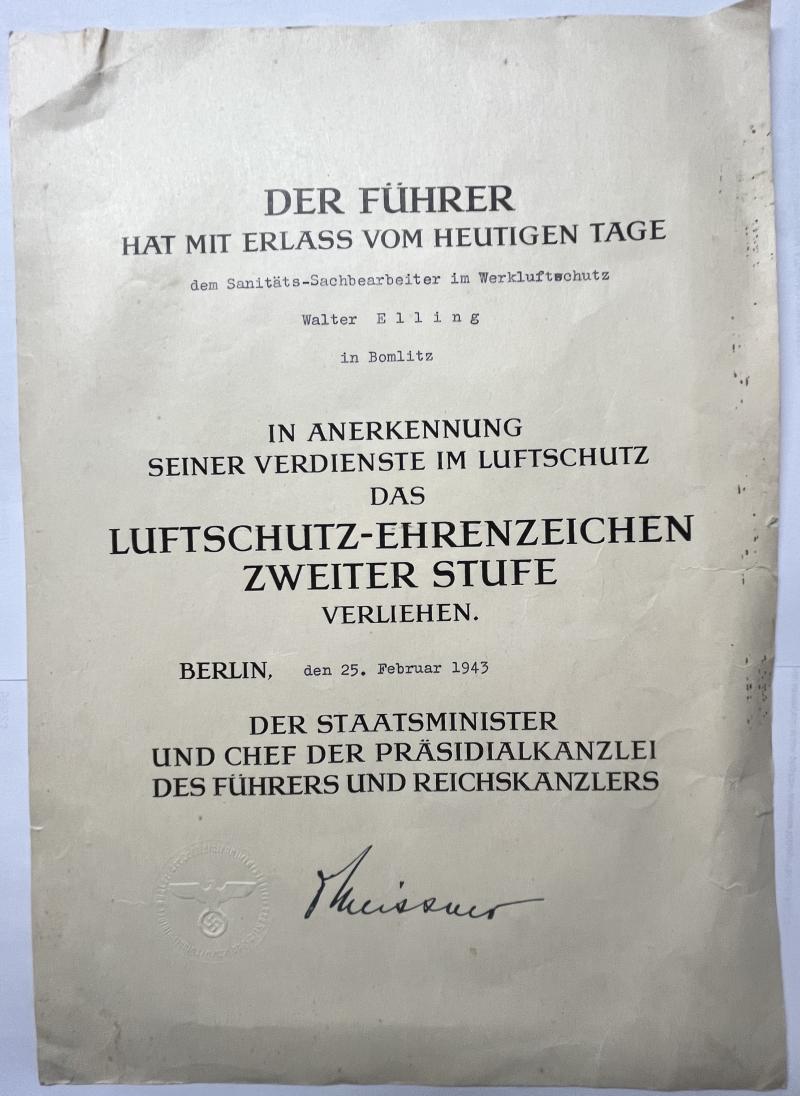 DER FÜHRER
HAT MIT ERLASS VOM HEUTIGEN TAGE
dem Sanitäts-Sachbearbeiter im Werkluftschutz
Walter E l l i n g
in Bomlitz
IN ANERKENNUNG
SEINER VERDIENSTE IM LUFTSCHUTZ
DAS
LUFTSCHUTZ-EHRENZEICHEN
ZWEITER STUFE
VERLIEHEN.
BERLIN, den 25. Februar 1943
DER STAATSMINISTER
UND CHEF DER PRÄSIDIALKANZLEI
DES FÜHRERS UND REICHSKANZLERS
Meissner